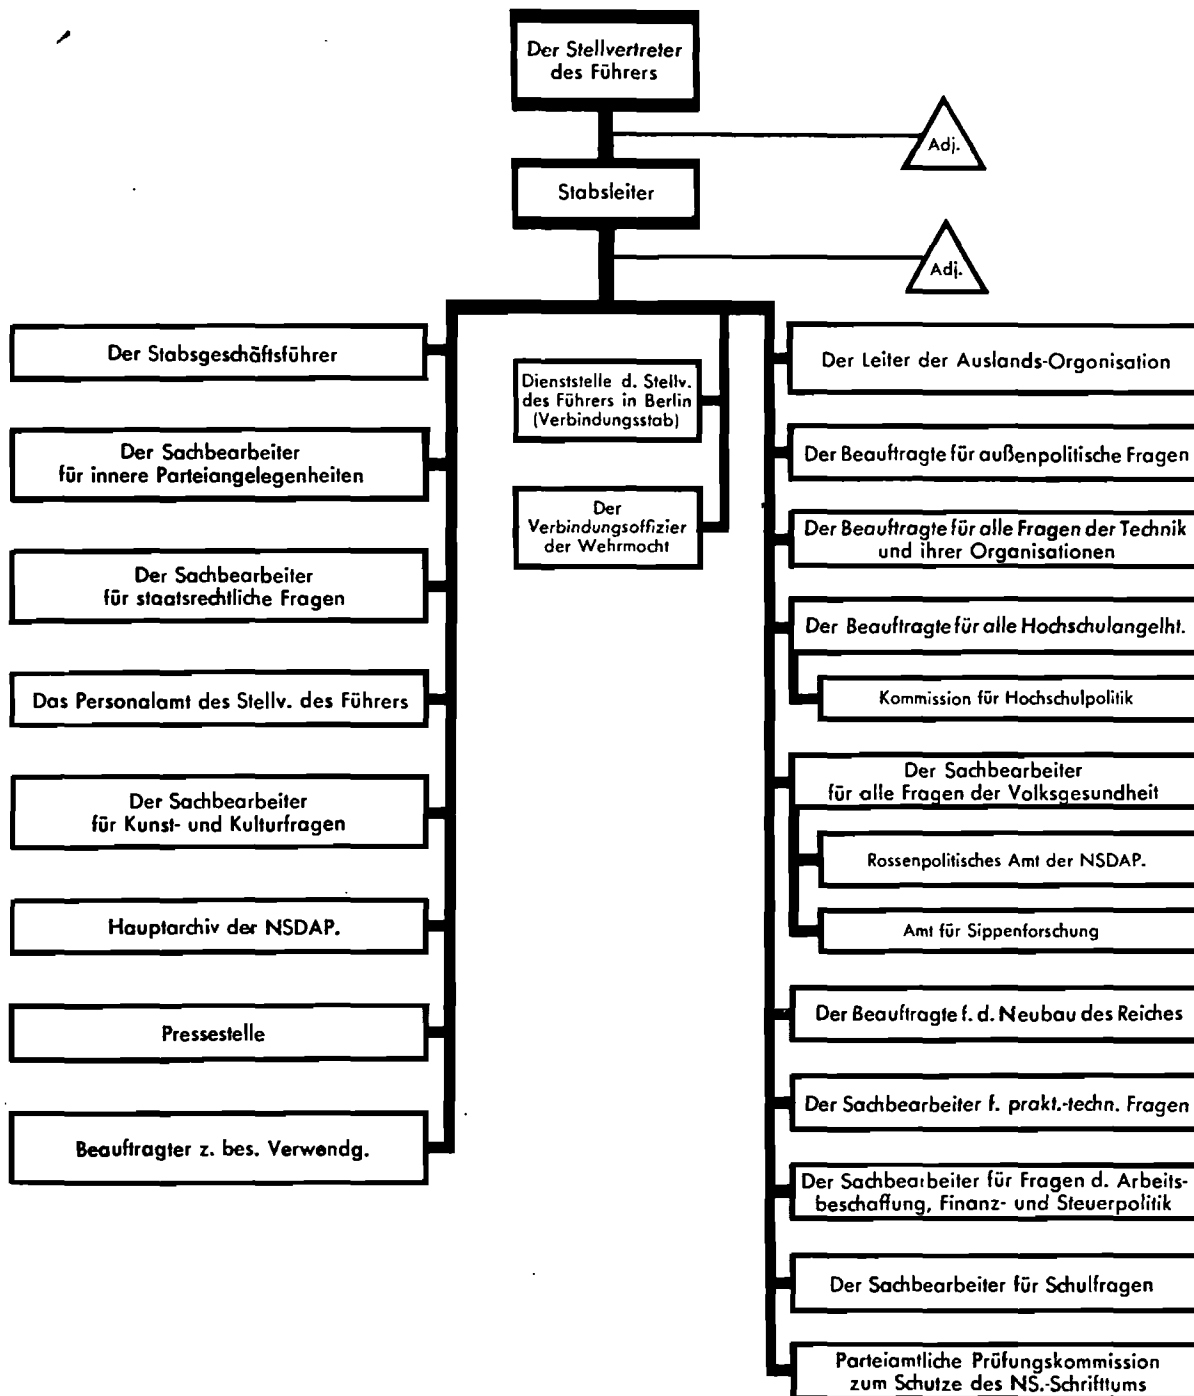 Der Stellvertreter
des Führers
Adj.
Stabsleiter
Adj.
Der Stabsgeschäftsführer
Der Sachbearbeiter
für innere Parteiangelegenheiten
Der Sachbearbeiter
für staatsrechtliche Fragen
Das Personalamt des Stellv. des Führers
Der Sachbearbeiter
für Kunst- und Kulturfragen
Hauptarchiv der NSDAP.
Pressestelle
Beauftragter z. bes. Verwendg.
Dienststelle d. Stellv.
des Führers in Berlin
(Verbindungsstab)
Der
Verbindungsoffizier
der Wehrmocht
Der Leiter der Auslands-Orgonisation
Der Beauftragte für außenpolitische Fragen
Der Beauftragte für alle Fragen der Technik
und ihrer Organisationen
Der Beauftragte für alle Hochschulangelht.
Kommission für Hochschulpolitik
Der Sachbearbeiter
für alle Fragen der Volksgesundheit
Rossenpolitisches Amt der NSDAP.
Amt für Sippenforschung
Der Beauftragte f. d. Neubau des Reiches
Der Sachbearbeiter f. prakt.-techn. Fragen
Der Sachbearbeiter für Fragen d. Arbeits-
beschaffung, Finanz- und Steuerpolitik
Der Sachbearbeiter für Schulfragen
Parteiamtliche Prüfungskommission
zum Schutze des NS.-Schrifttums